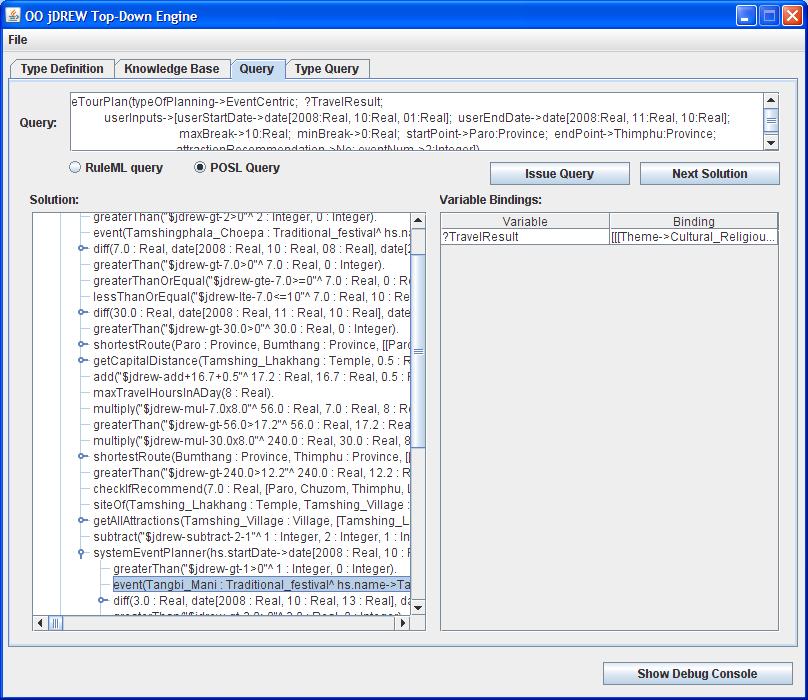 OO jDREW Top-Down Engine
File
Type Definition Knowledge Base Query Type Query
Query:
eTourPlan(typeOfPlanning->EventCentric; ?TravelResult;
userInputs->[userStartDate->date[2008:Real, 10:Real, 01:Real]; userEndDate->date[2008:Real, 11:Real, 10:Real];
maxBreak->10:Real; minBreak->0:Real; startPoint->Paro:Province; endPoint->Thimphu:Province;
attractionRecommendation->No; eventNum->2:Integer])
RuleML query POSL Query Issue Query Next Solution
Solution:
greaterThan("$jdrew-gt-2>0"^ 2 : Integer, 0 : Integer).
event(Tamshingphala_Choepa : Traditional_festival^ hs.na
diff(7.0 : Real, date[2008 : Real, 10 : Real, 08 : Real], date[2
greaterThan("$jdrew-gt-7.0>0"^ 7.0 : Real, 0 : Integer).
greaterThanOrEqual("$jdrew-gte-7.0>=0"^ 7.0 : Real, 0 : R
lessThanOrEqual("$jdrew-lte-7.0<=10"^ 7.0 : Real, 10 : Re
diff(30.0 : Real, date[2008 : Real, 11 : Real, 10 : Real], date
greaterThan("$jdrew-gt-30.0>0"^ 30.0 : Real, 0 : Integer).
shortestRoute(Paro : Province, Bumthang : Province, [[Par
getCapitalDistance(Tamshing_Lhakhang : Temple, 0.5 : R
add("$jdrew-add+16.7+0.5"^ 17.2 : Real, 16.7 : Real, 0.5 : R
maxTravelHoursInADay(8 : Real).
multiply("$jdrew-mul-7.0x8.0"^ 56.0 : Real, 7.0 : Real, 8 : R
greaterThan("$jdrew-gt-56.0>17.2"^ 56.0 : Real, 17.2 : Rea
multiply("$jdrew-mul-30.0x8.0"^ 240.0 : Real, 30.0 : Real, 8
shortestRoute(Bumthang : Province, Thimphu : Province, [[
greaterThan("$jdrew-gt-240.0>12.2"^ 240.0 : Real, 12.2 : R
checkIfRecommend(7.0 : Real, [Paro, Chuzom, Thimphu, L
siteOf(Tamshing_Lhakhang : Temple, Tamshing_Village :
getAllAttractions(Tamshing_Village : Village, [Tamshing_L
subtract("$jdrew-subtract-2-1"^ 1 : Integer, 2 : Integer, 1 : In
systemEventPlanner(hs.startDate->date[2008 : Real, 10 : R
greaterThan("$jdrew-gt-1>0"^ 1 : Integer, 0 : Integer).
event(Tangbi_Mani : Traditional_festival^ hs.name->Ta
diff(3.0 : Real, date[2008 : Real, 10 : Real, 13 : Real], da
greaterThan("$jdrew-gt-3.0>0"^ 3.0 : Real, 0 : Integer)
Variable Bindings:
Variable Binding
?TravelResult [[[Theme->Cultural_Religiou...
Show Debug Console